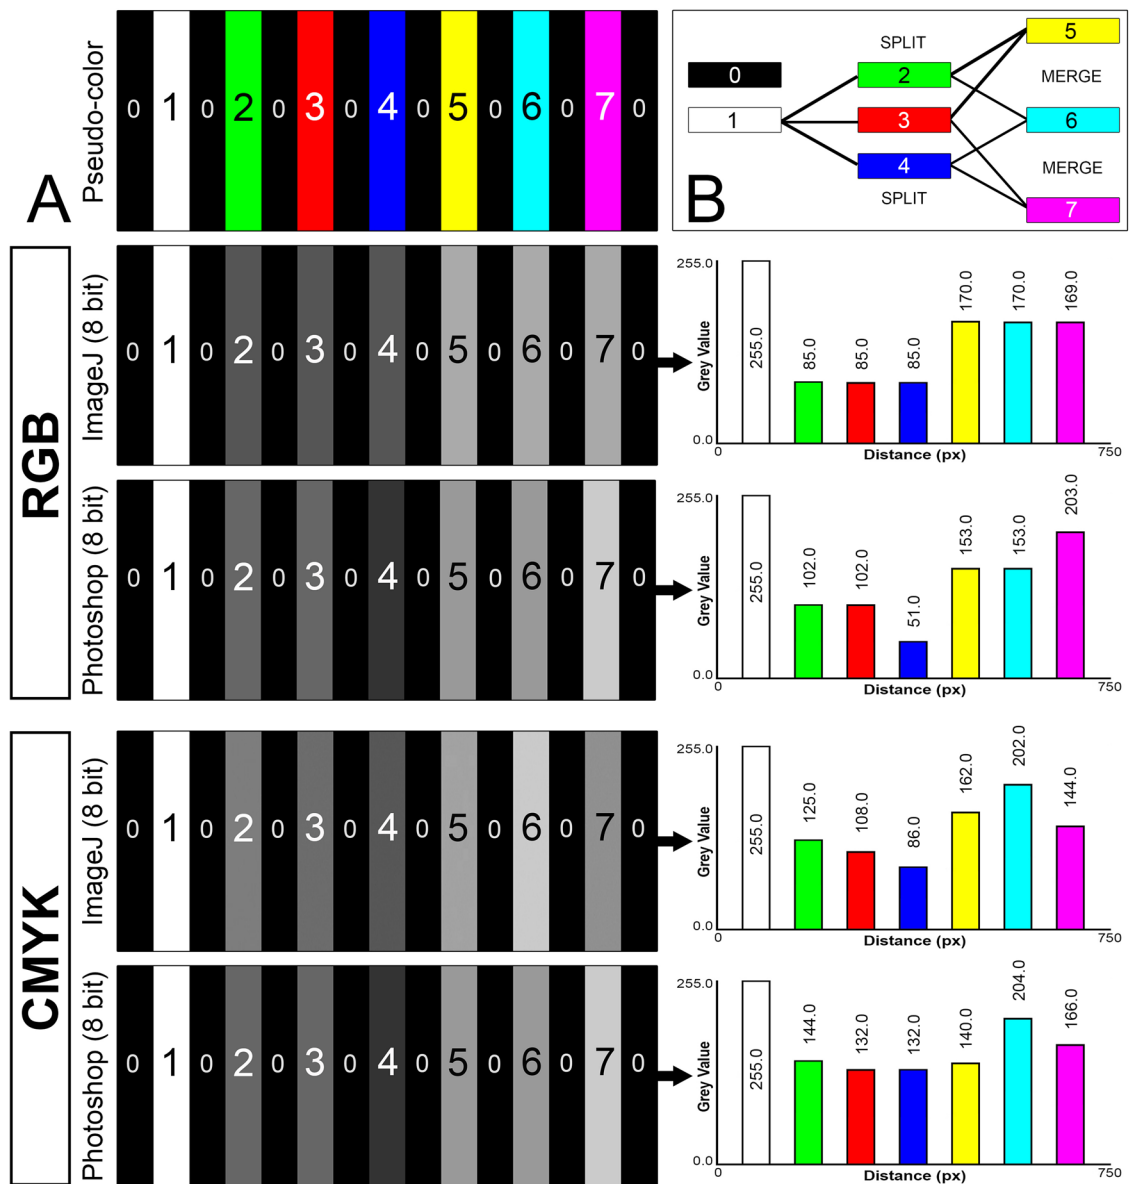 Pseudo-color
A
0 1 0 2 0 3 0 4 0 5 0 6 0 7 0
B
0
1
SPLIT
2
3
4
SPLIT
5
MERGE
6
MERGE
7
RGB
ImageJ (8 bit)
0 1 0 2 0 3 0 4 0 5 0 6 0 7 0
255.0
Grey Value
0.0
255.0 85.0 85.0 85.0 170.0 170.0 169.0
0 Distance (px) 750
Photoshop (8 bit)
0 1 0 2 0 3 0 4 0 5 0 6 0 7 0
255.0
Grey Value
0.0
255.0 102.0 102.0 51.0 153.0 153.0 203.0
0 Distance (px) 750
CMYK
ImageJ (8 bit)
0 1 0 2 0 3 0 4 0 5 0 6 0 7 0
255.0
Grey Value
0.0
255.0 125.0 108.0 86.0 162.0 202.0 144.0
0 Distance (px) 750
Photoshop (8 bit)
0 1 0 2 0 3 0 4 0 5 0 6 0 7 0
255.0
Grey Value
0.0
255.0 144.0 132.0 132.0 140.0 204.0 166.0
0 Distance (px) 750